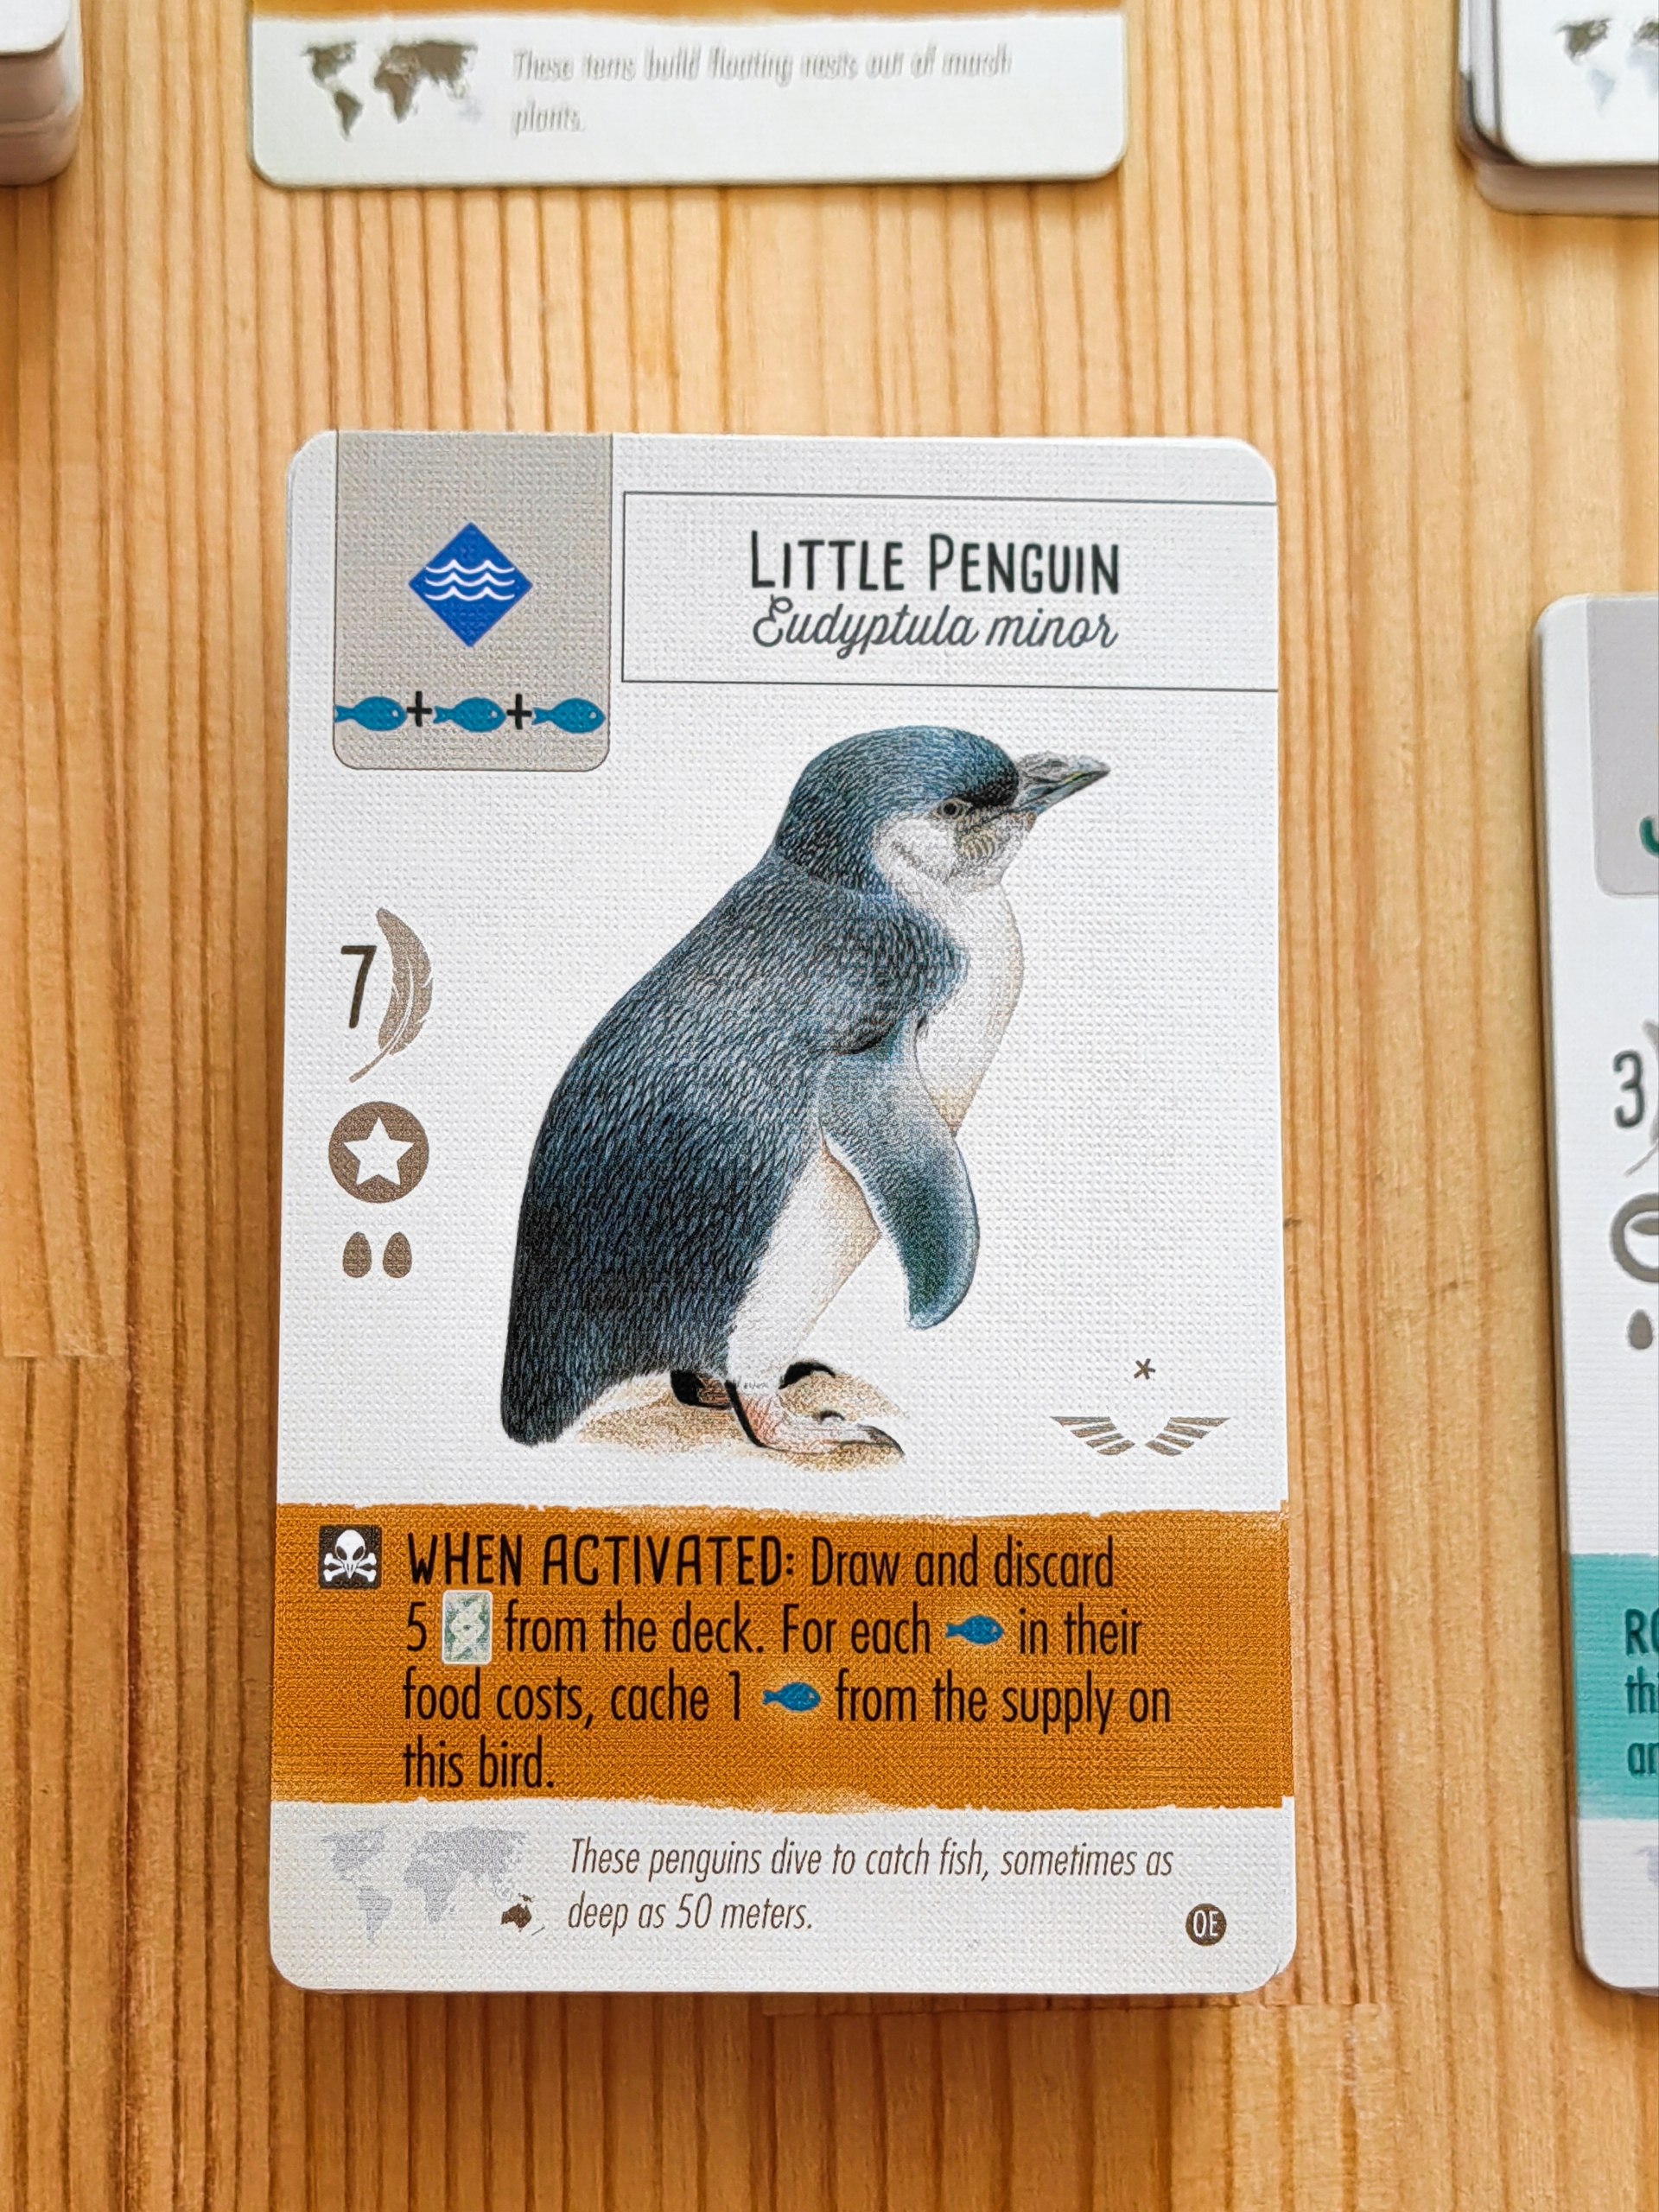 These terns build floating nests out of marsh
plants.
LITTLE PENGUIN
Eudyptula minor
+ +
7
*
3
WHEN ACTIVATED: Draw and discard
5 from the deck. For each in their
food costs, cache 1 from the supply on
this bird.
These penguins dive to catch fish, sometimes as
deep as 50 meters.
OE